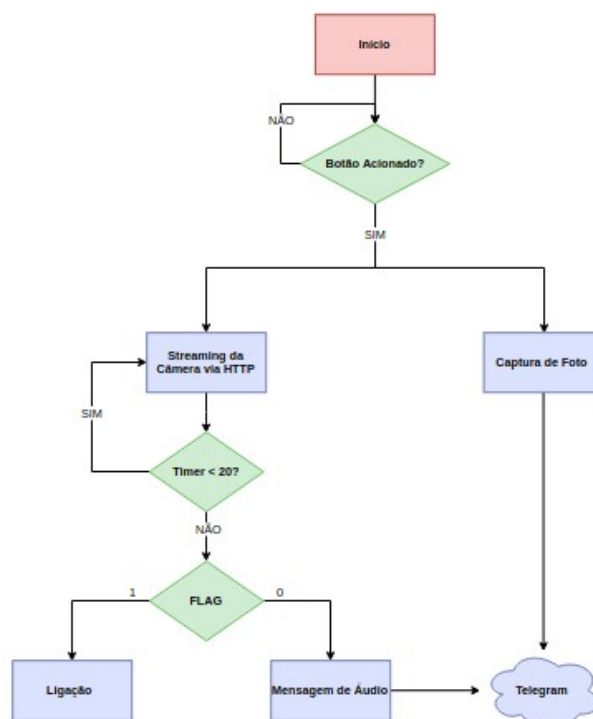 Início
NÃO
Botão Acionado?
SIM
Streaming da
Câmera via HTTP
Captura de Foto
SIM
Timer < 20?
NÃO
1
FLAG
0
Ligação
Mensagem de Áudio
Telegram